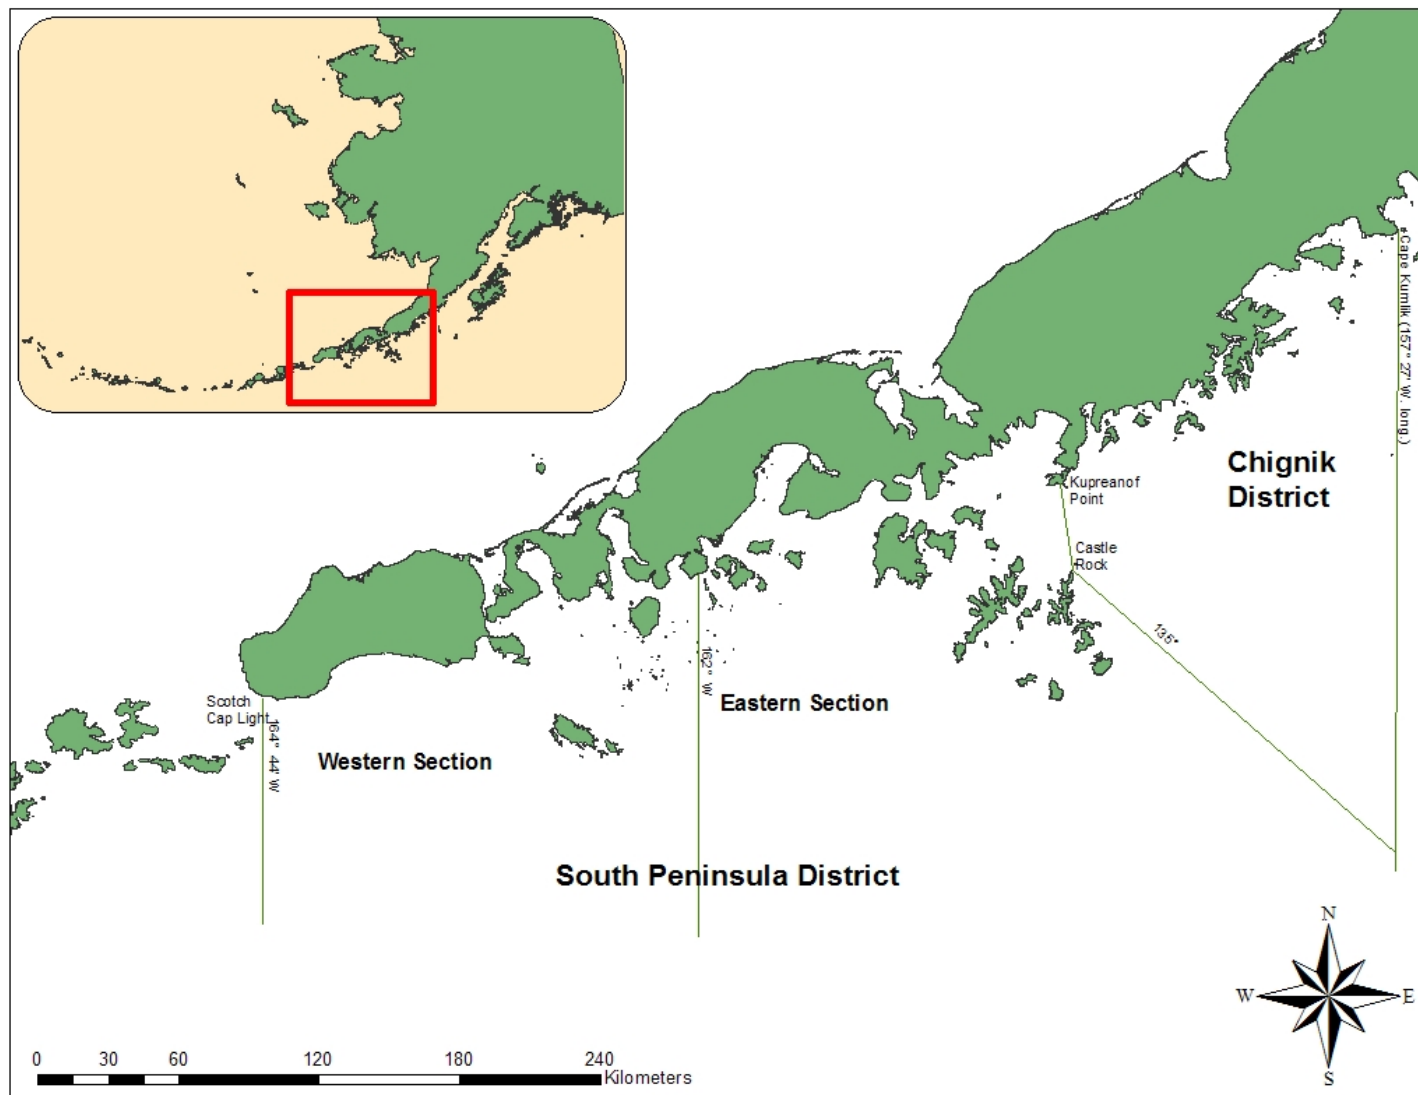 Cape Kumlik (157° 27' W. long.)
Chignik
District
Kupreanof
Point
Castle
Rock
135°
162° W
Eastern Section
Scotch
Cap Light
164° 44' W
Western Section
South Peninsula District
N
W
E
S
0 30 60 120 180 240
Kilometers